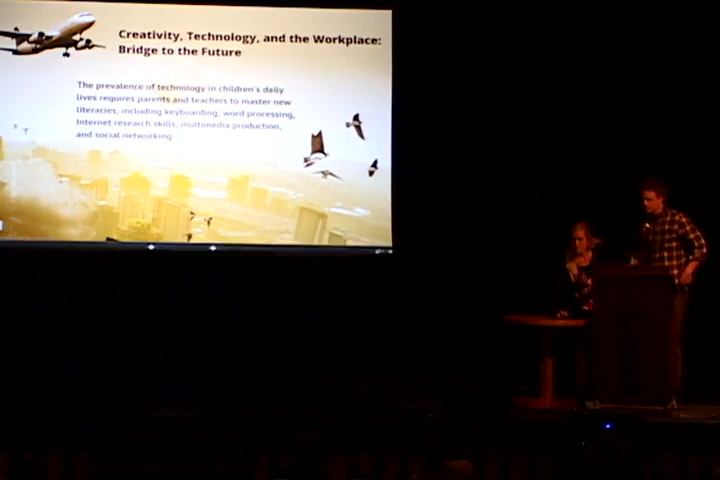 Creativity, Technology, and the Workplace:
Bridge to the Future
The prevalence of technology in children's daily
lives requires parents and teachers to master new
literacies, including keyboarding, word processing,
Internet research skills, multimedia production,
and social networking